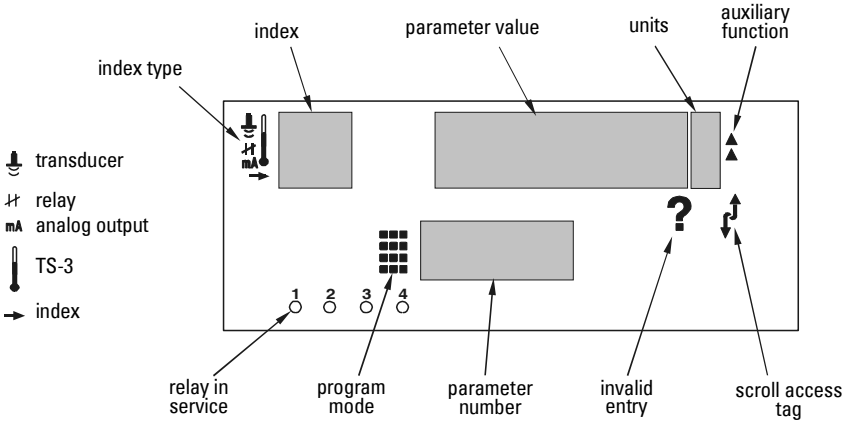 index
parameter value
units
auxiliary
function
index type
mA
transducer
relay
mA analog output
TS-3
index
1 2 3 4
relay in
service
program
mode
parameter
number
?
invalid
entry
scroll access
tag